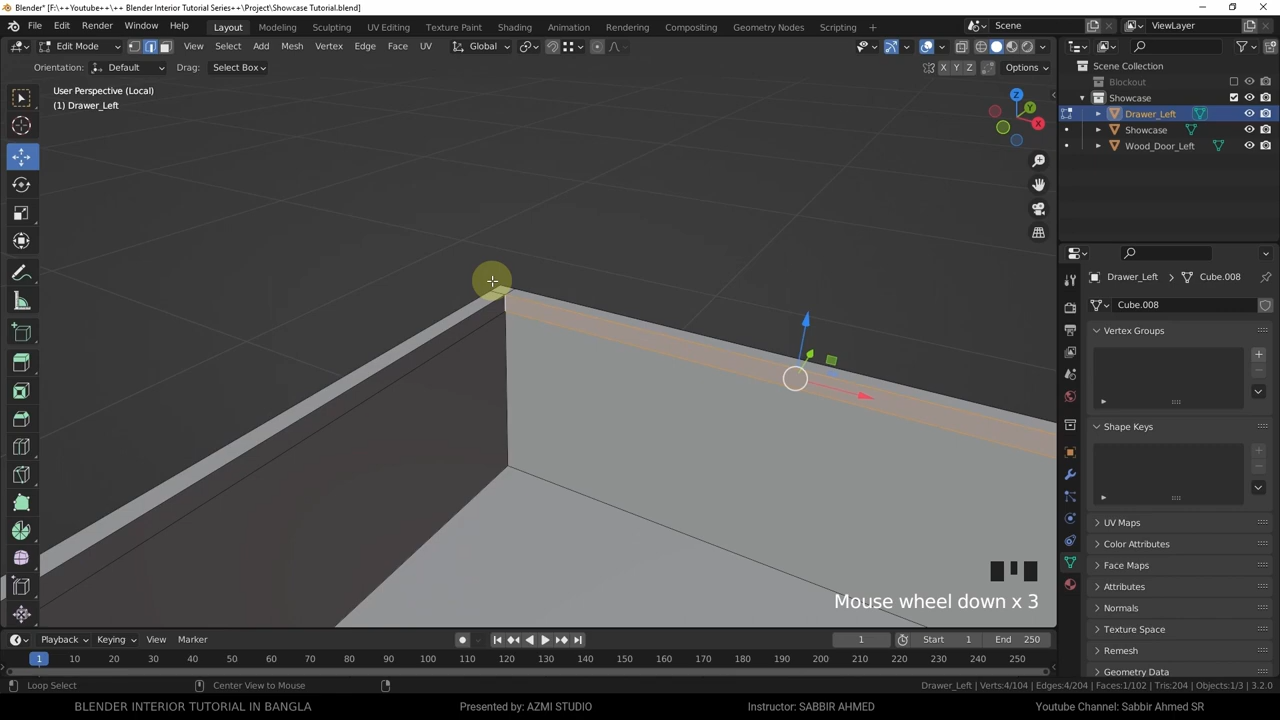 Blender* [F:\++Youtube++\++ Blender Interior Tutorial Series++\Project\Showcase Tutorial.blend]
File Edit Render Window Help Layout Modeling Sculpting UV Editing Texture Paint Shading Animation Rendering Compositing Geometry Nodes Scripting Scene ViewLayer
Edit Mode View Select Add Mesh Vertex Edge Face UV Global
Orientation: Default Drag: Select Box X Y Z Options
User Perspective (Local)
(1) Drawer_Left
Z
Y
X
Scene Collection
Blockout
Showcase
Drawer_Left
Showcase
Wood_Door_Left
Drawer_Left Cube.008
Cube.008
Vertex Groups
Shape Keys
UV Maps
Color Attributes
Face Maps
Attributes
Normals
Texture Space
Remesh
Geometry Data
Mouse wheel down x 3
Playback Keying View Marker 1 Start 1 End 250
1 10 20 30 40 50 60 70 80 90 100 110 120 130 140 150 160 170 180 190 200 210 220 230 240 250
Loop Select Center View to Mouse Drawer_Left | Verts:4/104 | Edges:4/204 | Faces:1/102 | Tris:204 | Objects:1/3 | 3.2.0
BLENDER INTERIOR TUTORIAL IN BANGLA Presented by: AZMI STUDIO Instructor: SABBIR AHMED Youtube Channel: Sabbir Ahmed SR